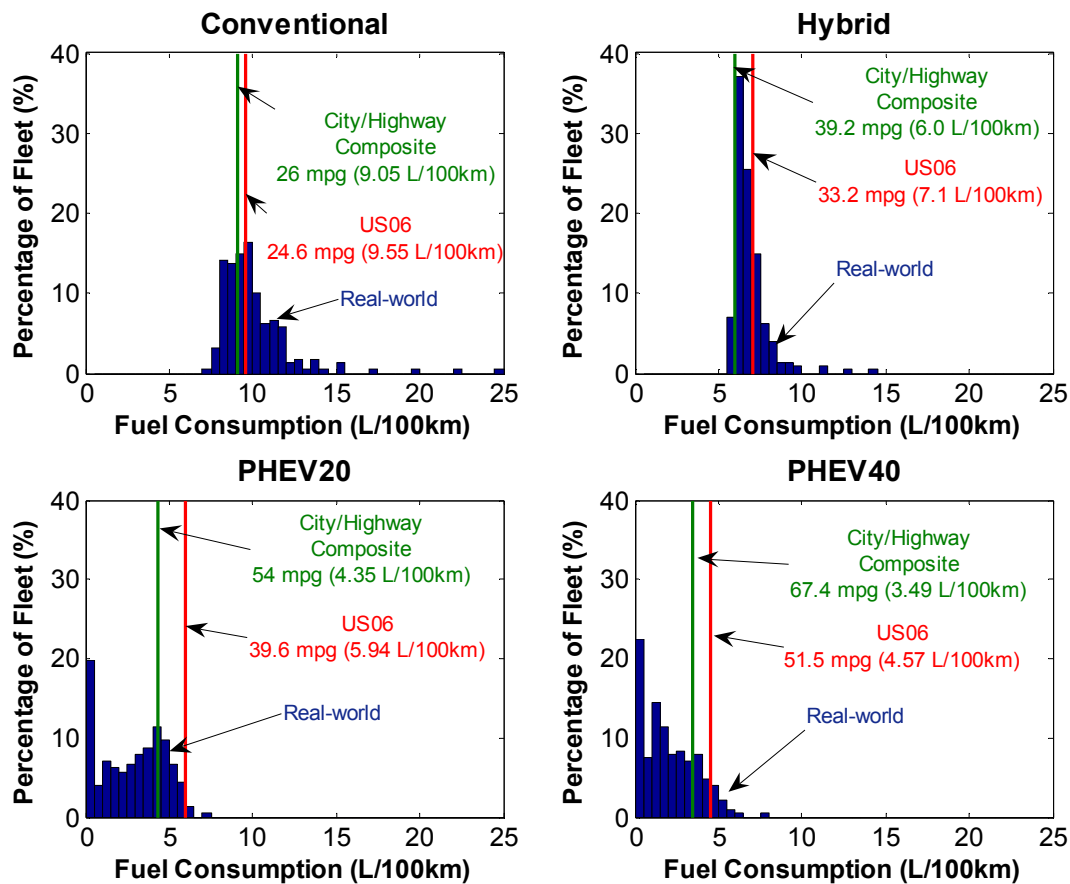 Conventional
Percentage of Fleet (%)
40
30
20
10
0
City/Highway
Composite
26 mpg (9.05 L/100km)
US06
24.6 mpg (9.55 L/100km)
Real-world
0 5 10 15 20 25
Fuel Consumption (L/100km)
Hybrid
Percentage of Fleet (%)
40
30
20
10
0
City/Highway
Composite
39.2 mpg (6.0 L/100km)
US06
33.2 mpg (7.1 L/100km)
Real-world
0 5 10 15 20 25
Fuel Consumption (L/100km)
PHEV20
Percentage of Fleet (%)
40
30
20
10
0
City/Highway
Composite
54 mpg (4.35 L/100km)
US06
39.6 mpg (5.94 L/100km)
Real-world
0 5 10 15 20 25
Fuel Consumption (L/100km)
PHEV40
Percentage of Fleet (%)
40
30
20
10
0
City/Highway
Composite
67.4 mpg (3.49 L/100km)
US06
51.5 mpg (4.57 L/100km)
Real-world
0 5 10 15 20 25
Fuel Consumption (L/100km)